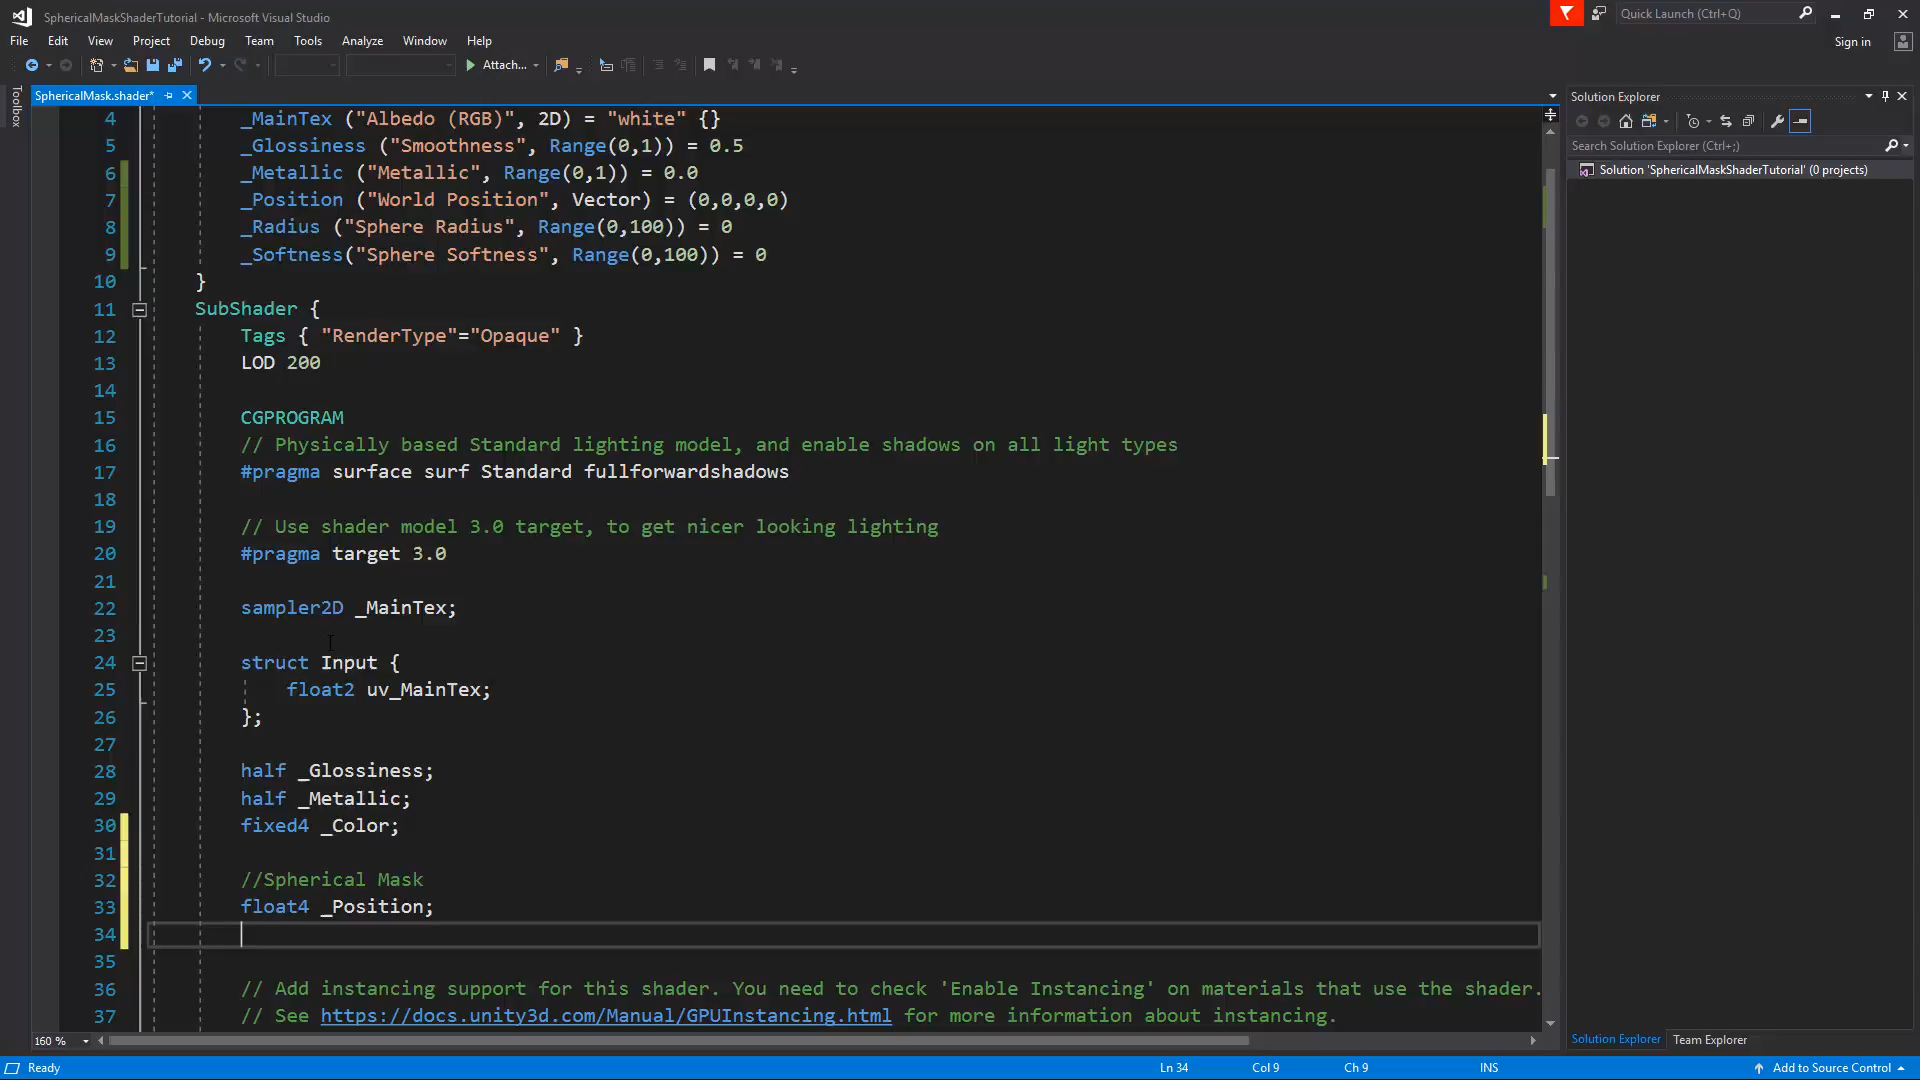 SphericalMaskShaderTutorial - Microsoft Visual Studio
Quick Launch (Ctrl+Q)
File Edit View Project Debug Team Tools Analyze Window Help
Sign in
Attach...
Toolbox
SphericalMask.shader*
4 _MainTex ("Albedo (RGB)", 2D) = "white" {}
5 _Glossiness ("Smoothness", Range(0,1)) = 0.5
6 _Metallic ("Metallic", Range(0,1)) = 0.0
7 _Position ("World Position", Vector) = (0,0,0,0)
8 _Radius ("Sphere Radius", Range(0,100)) = 0
9 _Softness("Sphere Softness", Range(0,100)) = 0
10 }
11 SubShader {
12 Tags { "RenderType"="Opaque" }
13 LOD 200
14
15 CGPROGRAM
16 // Physically based Standard lighting model, and enable shadows on all light types
17 #pragma surface surf Standard fullforwardshadows
18
19 // Use shader model 3.0 target, to get nicer looking lighting
20 #pragma target 3.0
21
22 sampler2D _MainTex;
23
24 struct Input {
25 float2 uv_MainTex;
26 };
27
28 half _Glossiness;
29 half _Metallic;
30 fixed4 _Color;
31
32 //Spherical Mask
33 float4 _Position;
34
35
36 // Add instancing support for this shader. You need to check 'Enable Instancing' on materials that use the shader.
37 // See https://docs.unity3d.com/Manual/GPUInstancing.html for more information about instancing.
160 %
Solution Explorer
Search Solution Explorer (Ctrl+;)
Solution 'SphericalMaskShaderTutorial' (0 projects)
Solution Explorer Team Explorer
Ready Ln 34 Col 9 Ch 9 INS Add to Source Control